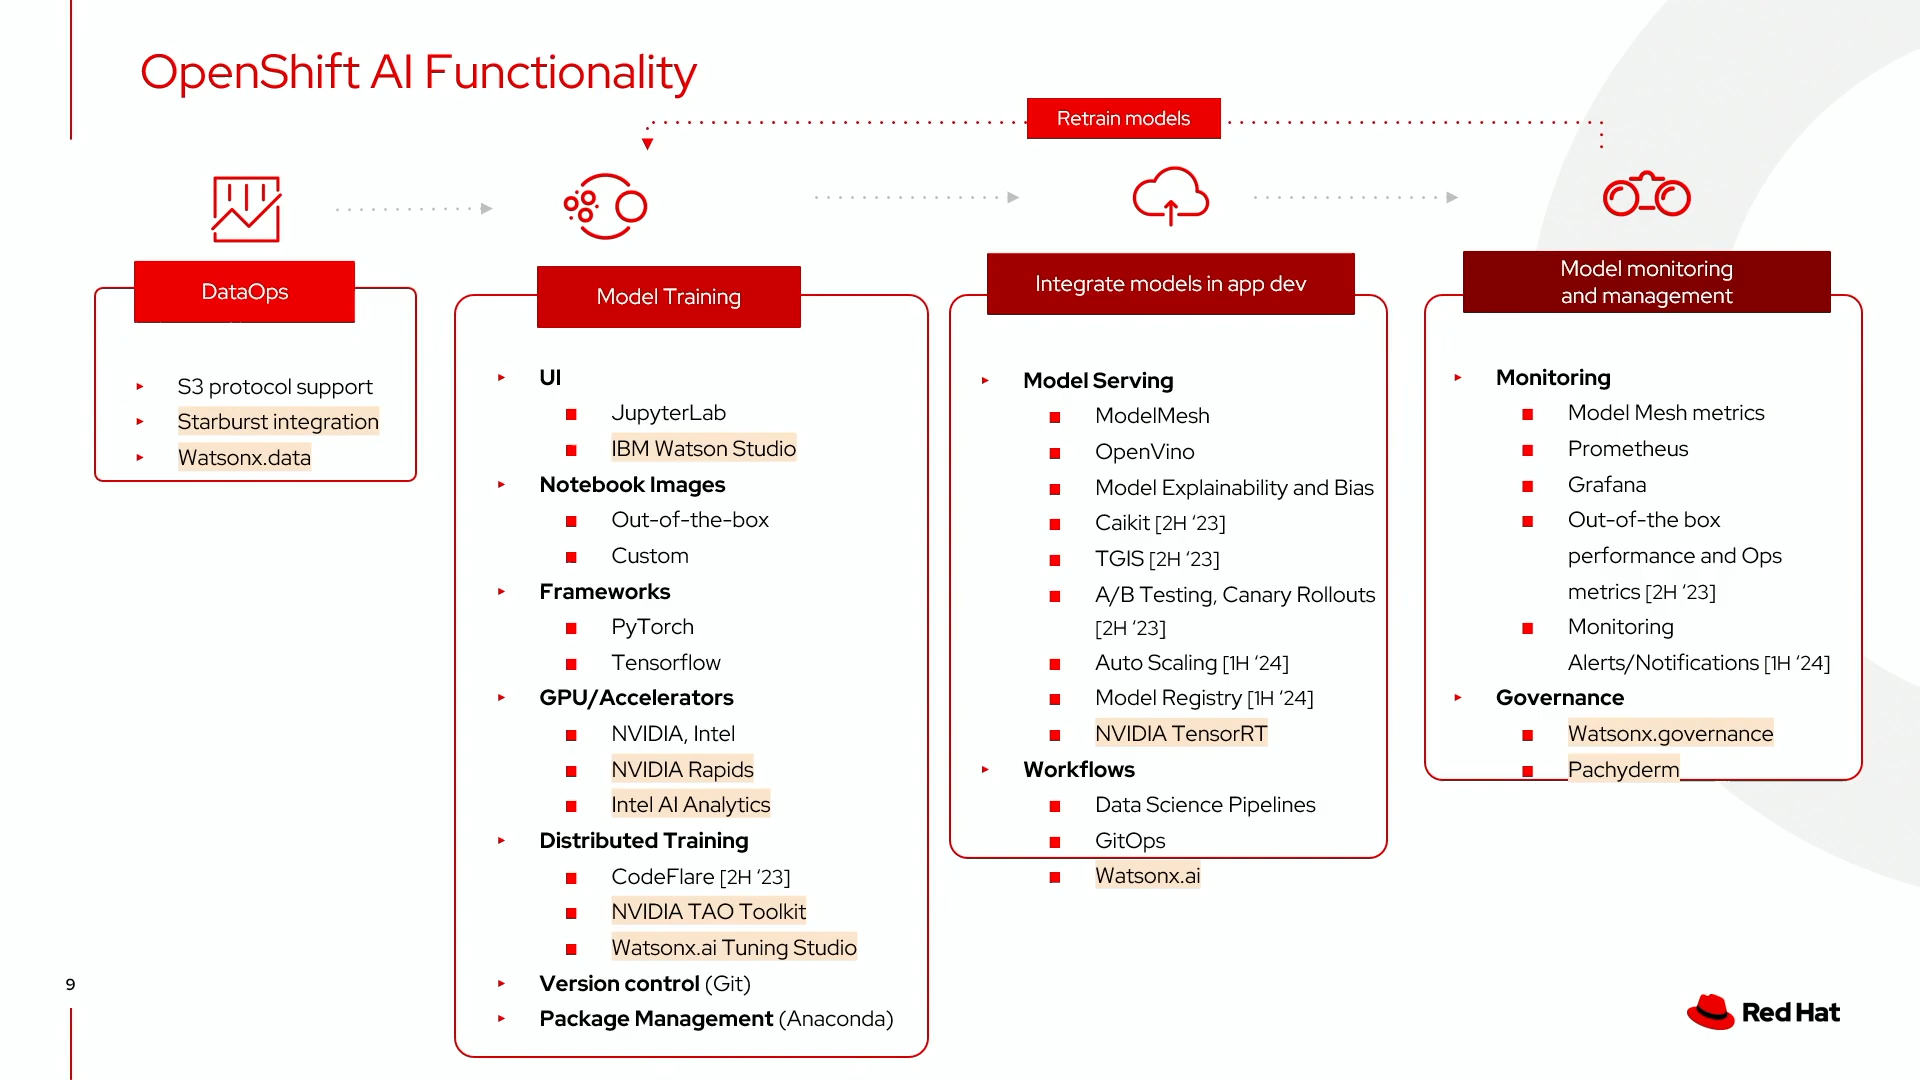 OpenShift AI Functionality
Retrain models
DataOps
S3 protocol support
Starburst integration
Watsonx.data
Model Training
UI
JupyterLab
IBM Watson Studio
Notebook Images
Out-of-the-box
Custom
Frameworks
PyTorch
Tensorflow
GPU/Accelerators
NVIDIA, Intel
NVIDIA Rapids
Intel AI Analytics
Distributed Training
CodeFlare [2H ‘23]
NVIDIA TAO Toolkit
Watsonx.ai Tuning Studio
Version control (Git)
Package Management (Anaconda)
Integrate models in app dev
Model Serving
ModelMesh
OpenVino
Model Explainability and Bias
Caikit [2H ‘23]
TGIS [2H ‘23]
A/B Testing, Canary Rollouts
[2H ‘23]
Auto Scaling [1H ‘24]
Model Registry [1H ‘24]
NVIDIA TensorRT
Workflows
Data Science Pipelines
GitOps
Watsonx.ai
Model monitoring
and management
Monitoring
Model Mesh metrics
Prometheus
Grafana
Out-of-the box
performance and Ops
metrics [2H ‘23]
Monitoring
Alerts/Notifications [1H ‘24]
Governance
Watsonx.governance
Pachyderm
9
Red Hat